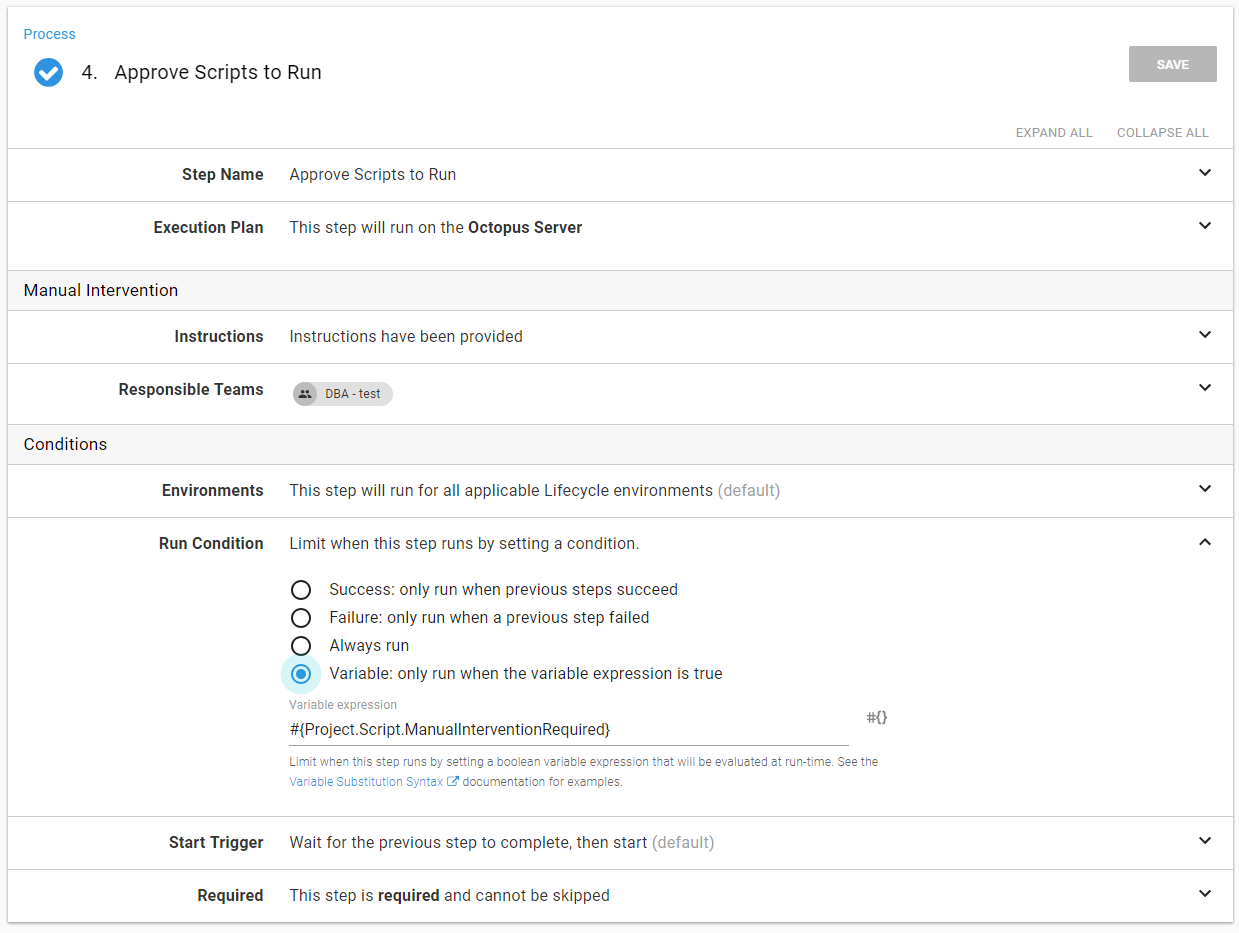 Process
4. Approve Scripts to Run
SAVE
EXPAND ALL COLLAPSE ALL
Step Name Approve Scripts to Run
Execution Plan This step will run on the Octopus Server
Manual Intervention
Instructions Instructions have been provided
Responsible Teams DBA - test
Conditions
Environments This step will run for all applicable Lifecycle environments (default)
Run Condition Limit when this step runs by setting a condition.
Success: only run when previous steps succeed
Failure: only run when a previous step failed
Always run
Variable: only run when the variable expression is true
Variable expression
#{Project.Script.ManualInterventionRequired} #{}
Limit when this step runs by setting a boolean variable expression that will be evaluated at run-time. See the
Variable Substitution Syntax documentation for examples.
Start Trigger Wait for the previous step to complete, then start (default)
Required This step is required and cannot be skipped